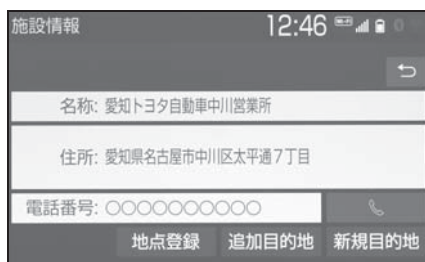 施設情報 12:46
名称: 愛知トヨタ自動車中川営業所
住所: 愛知県名古屋市中川区太平通7丁目
電話番号: ○○○○○○○○○○
地点登録 追加目的地 新規目的地